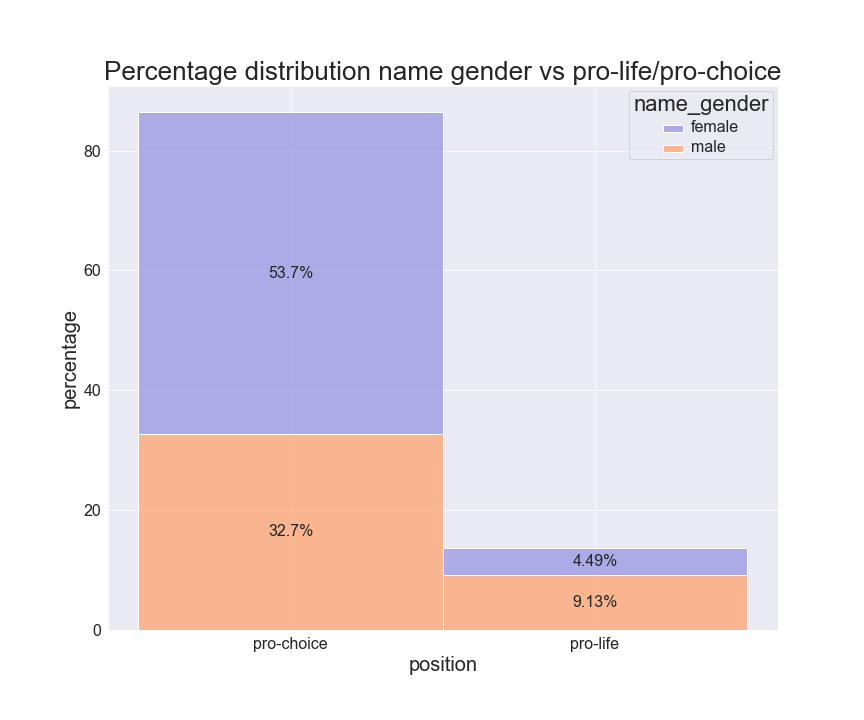 Percentage distribution name gender vs pro-life/pro-choice
name_gender
female
male
80
60
40
20
0
percentage
53.7%
32.7%
4.49%
9.13%
pro-choice
pro-life
position